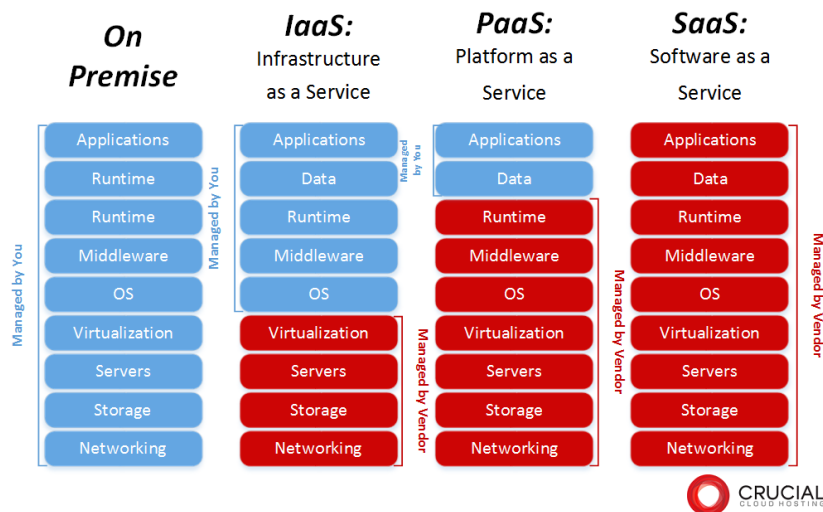 On
Premise
Managed by You
Applications
Runtime
Runtime
Middleware
OS
Virtualization
Servers
Storage
Networking
IaaS:
Infrastructure
as a Service
Managed by You
Applications
Data
Runtime
Middleware
OS
Virtualization
Servers
Storage
Networking
Managed by Vendor
PaaS:
Platform as a
Service
Managed
by You
Applications
Data
Runtime
Middleware
OS
Virtualization
Servers
Storage
Networking
Managed by Vendor
SaaS:
Software as a
Service
Applications
Data
Runtime
Middleware
OS
Virtualization
Servers
Storage
Networking
Managed by Vendor
CRUCIAL
CLOUD HOSTING